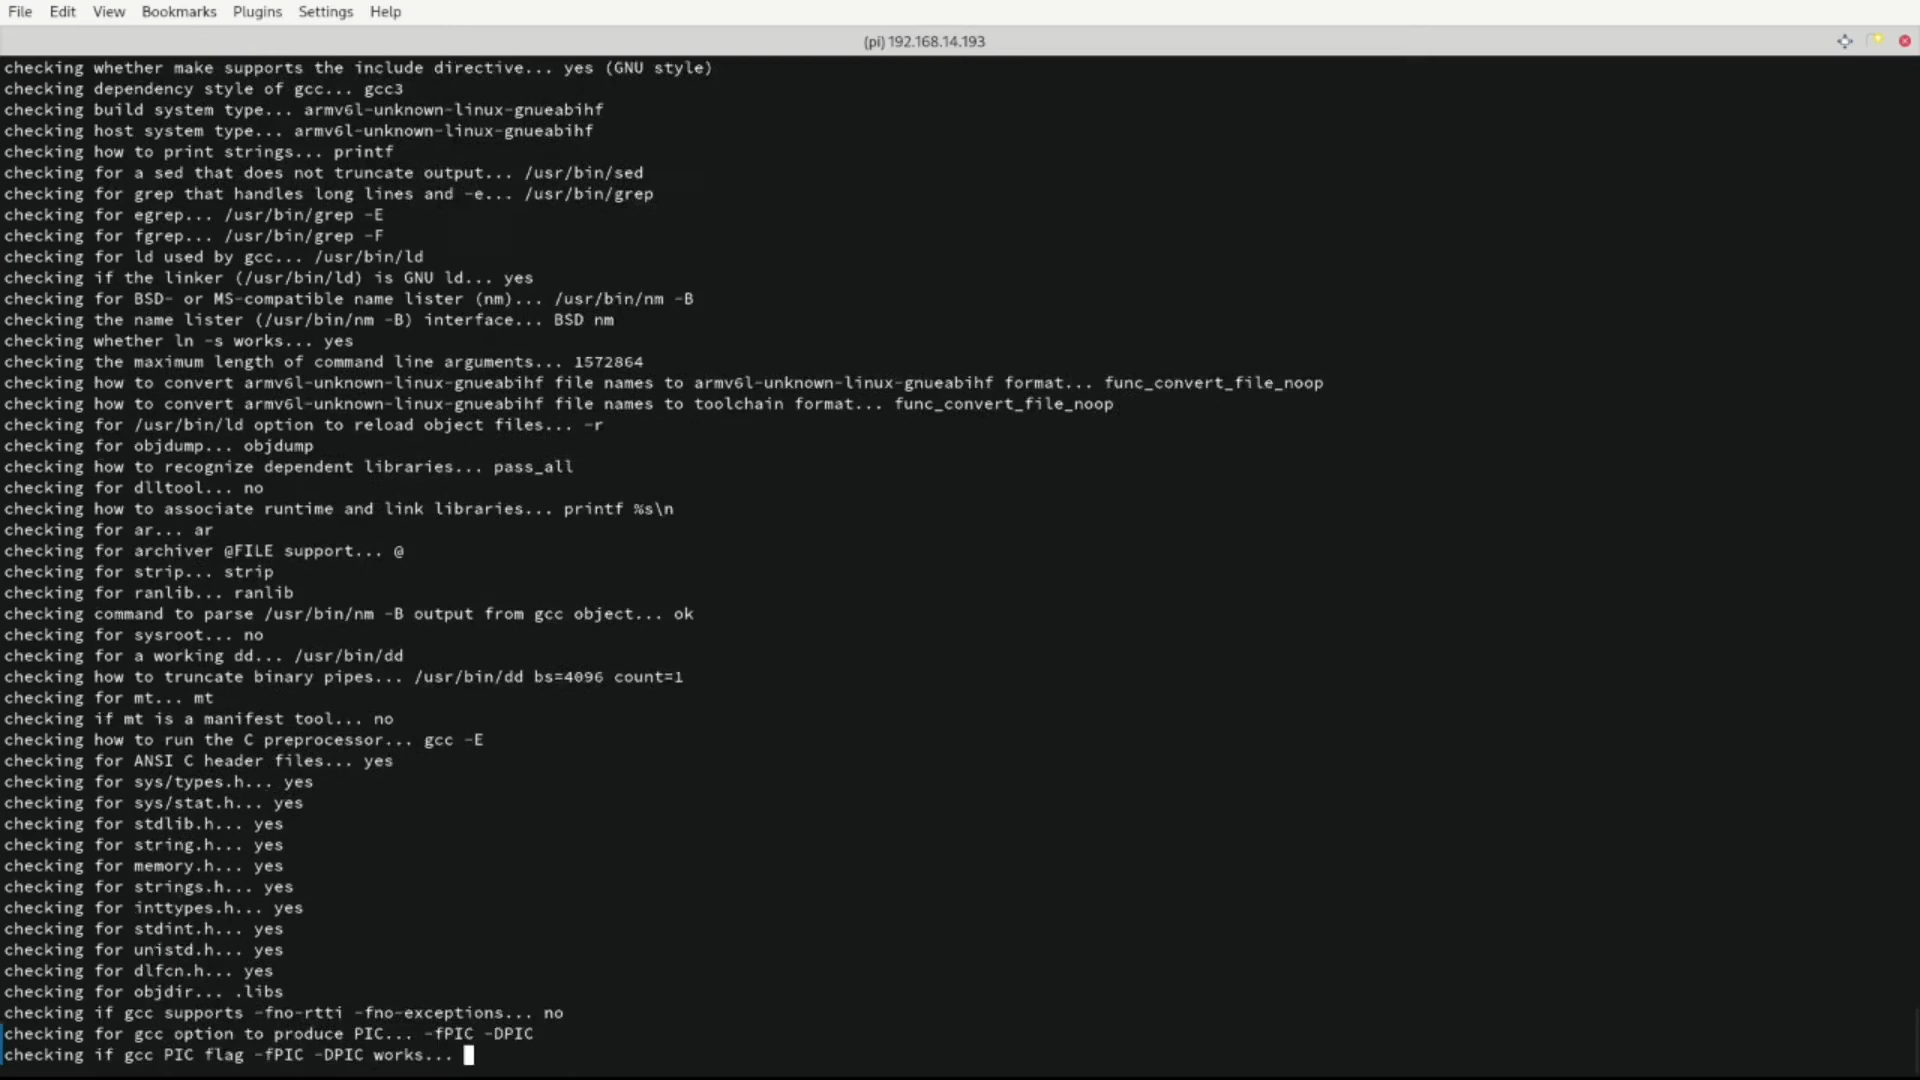 File Edit View Bookmarks Plugins Settings Help
(pi) 192.168.14.193
checking whether make supports the include directive... yes (GNU style)
checking dependency style of gcc... gcc3
checking build system type... armv6l-unknown-linux-gnueabihf
checking host system type... armv6l-unknown-linux-gnueabihf
checking how to print strings... printf
checking for a sed that does not truncate output... /usr/bin/sed
checking for grep that handles long lines and -e... /usr/bin/grep
checking for egrep... /usr/bin/grep -E
checking for fgrep... /usr/bin/grep -F
checking for ld used by gcc... /usr/bin/ld
checking if the linker (/usr/bin/ld) is GNU ld... yes
checking for BSD- or MS-compatible name lister (nm)... /usr/bin/nm -B
checking the name lister (/usr/bin/nm -B) interface... BSD nm
checking whether ln -s works... yes
checking the maximum length of command line arguments... 1572864
checking how to convert armv6l-unknown-linux-gnueabihf file names to armv6l-unknown-linux-gnueabihf format... func_convert_file_noop
checking how to convert armv6l-unknown-linux-gnueabihf file names to toolchain format... func_convert_file_noop
checking for /usr/bin/ld option to reload object files... -r
checking for objdump... objdump
checking how to recognize dependent libraries... pass_all
checking for dlltool... no
checking how to associate runtime and link libraries... printf %s\n
checking for ar... ar
checking for archiver @FILE support... @
checking for strip... strip
checking for ranlib... ranlib
checking command to parse /usr/bin/nm -B output from gcc object... ok
checking for sysroot... no
checking for a working dd... /usr/bin/dd
checking how to truncate binary pipes... /usr/bin/dd bs=4096 count=1
checking for mt... mt
checking if mt is a manifest tool... no
checking how to run the C preprocessor... gcc -E
checking for ANSI C header files... yes
checking for sys/types.h... yes
checking for sys/stat.h... yes
checking for stdlib.h... yes
checking for string.h... yes
checking for memory.h... yes
checking for strings.h... yes
checking for inttypes.h... yes
checking for stdint.h... yes
checking for unistd.h... yes
checking for dlfcn.h... yes
checking for objdir... .libs
checking if gcc supports -fno-rtti -fno-exceptions... no
checking for gcc option to produce PIC... -fPIC -DPIC
checking if gcc PIC flag -fPIC -DPIC works...